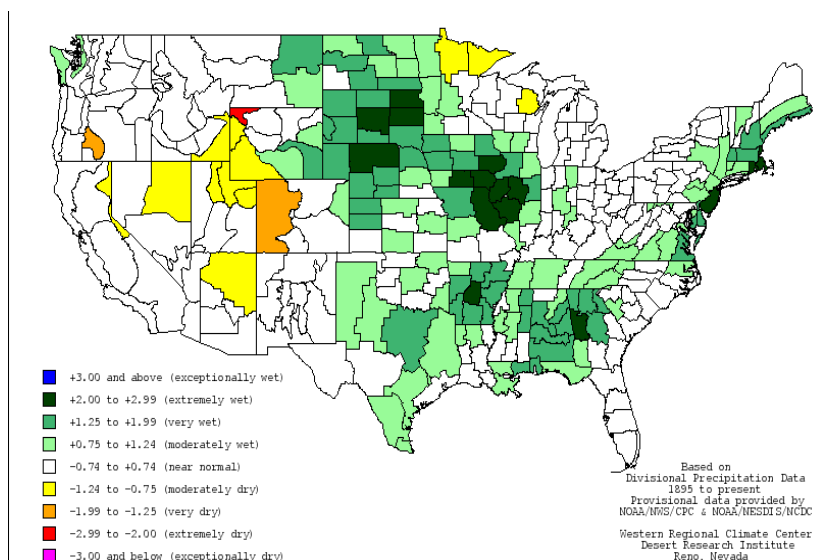 +3.00 and above (exceptionally wet)
+2.00 to +2.99 (extremely wet)
+1.25 to +1.99 (very wet)
+0.75 to +1.24 (moderately wet)
-0.74 to +0.74 (near normal)
-1.24 to -0.75 (moderately dry)
-1.99 to -1.25 (very dry)
-2.99 to -2.00 (extremely dry)
-3.00 and below (exceptionally dry)
Based on
Divisional Precipitation Data
1895 to present
Provisional data provided by
NOAA/NWS/CPC & NOAA/NESDIS/NCDC
Western Regional Climate Center
Desert Research Institute
Reno, Nevada